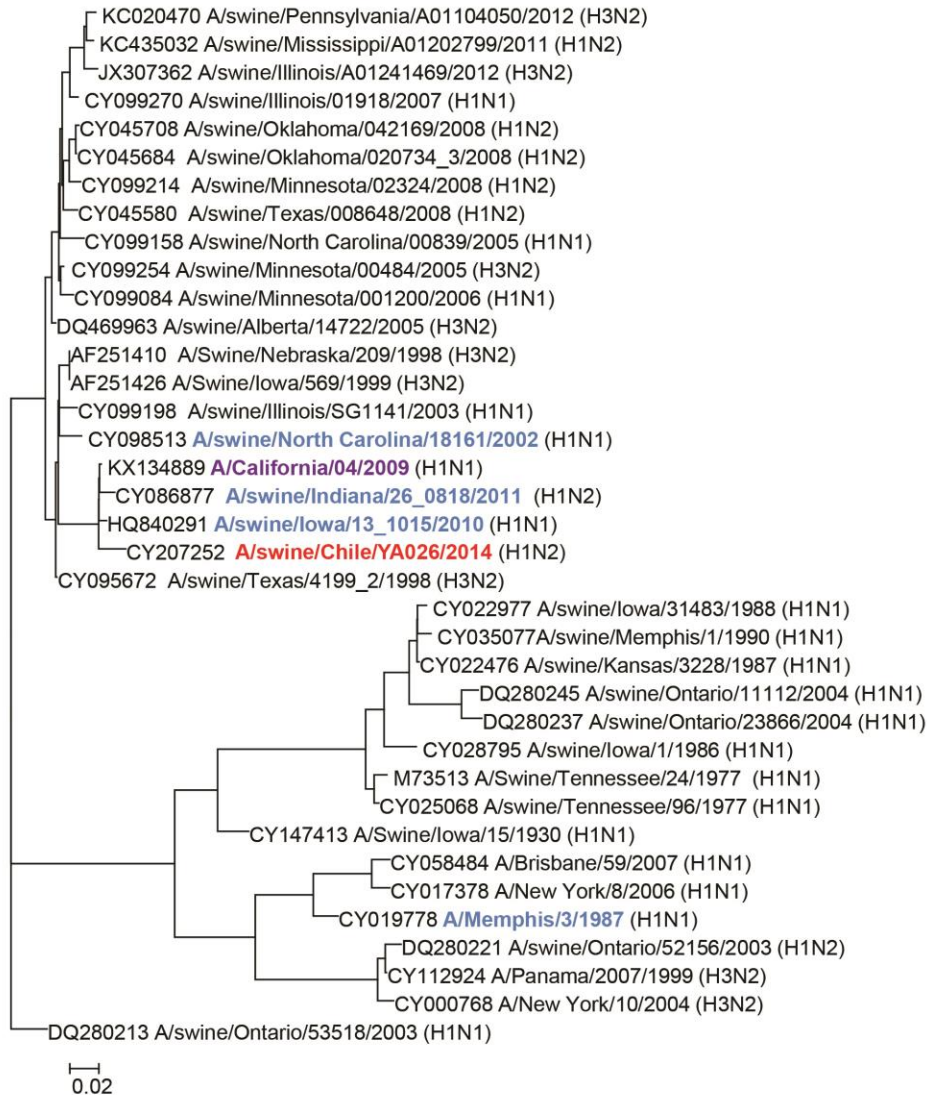 KC020470 A/swine/Pennsylvania/A01104050/2012 (H3N2)
KC435032 A/swine/Mississippi/A01202799/2011 (H1N2)
JX307362 A/swine/Illinois/A01241469/2012 (H3N2)
CY099270 A/swine/Illinois/01918/2007 (H1N1)
CY045708 A/swine/Oklahoma/042169/2008 (H1N2)
CY045684 A/swine/Oklahoma/020734_3/2008 (H1N2)
CY099214 A/swine/Minnesota/02324/2008 (H1N2)
CY045580 A/swine/Texas/008648/2008 (H1N2)
CY099158 A/swine/North Carolina/00839/2005 (H1N1)
CY099254 A/swine/Minnesota/00484/2005 (H3N2)
CY099084 A/swine/Minnesota/001200/2006 (H1N1)
DQ469963 A/swine/Alberta/14722/2005 (H3N2)
AF251410 A/Swine/Nebraska/209/1998 (H3N2)
AF251426 A/Swine/Iowa/569/1999 (H3N2)
CY099198 A/swine/Illinois/SG1141/2003 (H1N1)
CY098513 A/swine/North Carolina/18161/2002 (H1N1)
KX134889 A/California/04/2009 (H1N1)
CY086877 A/swine/Indiana/26_0818/2011 (H1N2)
HQ840291 A/swine/Iowa/13_1015/2010 (H1N1)
CY207252 A/swine/Chile/YA026/2014 (H1N2)
CY095672 A/swine/Texas/4199_2/1998 (H3N2)
CY022977 A/swine/Iowa/31483/1988 (H1N1)
CY035077A/swine/Memphis/1/1990 (H1N1)
CY022476 A/swine/Kansas/3228/1987 (H1N1)
DQ280245 A/swine/Ontario/11112/2004 (H1N1)
DQ280237 A/swine/Ontario/23866/2004 (H1N1)
CY028795 A/swine/Iowa/1/1986 (H1N1)
M73513 A/Swine/Tennessee/24/1977 (H1N1)
CY025068 A/swine/Tennessee/96/1977 (H1N1)
CY147413 A/Swine/Iowa/15/1930 (H1N1)
CY058484 A/Brisbane/59/2007 (H1N1)
CY017378 A/New York/8/2006 (H1N1)
CY019778 A/Memphis/3/1987 (H1N1)
DQ280221 A/swine/Ontario/52156/2003 (H1N2)
CY112924 A/Panama/2007/1999 (H3N2)
CY000768 A/New York/10/2004 (H3N2)
DQ280213 A/swine/Ontario/53518/2003 (H1N1)
0.02